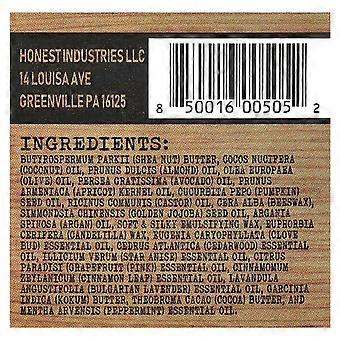 HONEST INDUSTRIES LLC
14 LOUISA AVE
GREENVILLE PA 16125
8 50016 00505 2
INGREDIENTS:
BUTYROSPERMUM PARKII (SHEA NUT) BUTTER, COCOS NUCIFERA
(COCONUT) OIL, PRUNUS DULCIS (ALMOND) OIL, OLEA EUROPAEA
(OLIVE) OIL, PERSEA GRATISSIMA (AVOCADO) OIL, PRUNUS
ARMENIACA (APRICOT) KERNEL OIL, CUCURBITA PEPO (PUMPKIN)
SEED OIL, RICINUS COMMUNIS (CASTOR) OIL, CERA ALBA (BEESWAX),
SIMMONDSIA CHINENSIS (GOLDEN JOJOBA) SEED OIL, ARGANIA
SPINOSA (ARGAN) OIL, SOFT & SILKY EMULSIFYING WAX, EUPHORBIA
CERIFERA (CANDELILLA) WAX, EUGENIA CARYOPHYLLATA (CLOVE
BUD) ESSENTIAL OIL, CEDRUS ATLANTICA (CEDARWOOD) ESSENTIAL
OIL, ILLICIUM VERUM (STAR ANISE) ESSENTIAL OIL, CITRUS
PARADISI GRAPEFRUIT (PINK) ESSENTIAL OIL, CINNAMOMUM
ZEYLANICUM (CINNAMON LEAF) ESSENTIAL OIL, LAVANDULA
ANGUSTIFOLIA (BULGARIAN LAVENDER) ESSENTIAL OIL, GARCINIA
INDICA (KOKUM) BUTTER, THEOBROMA CACAO (COCOA) BUTTER, AND
MENTHA ARVENSIS (PEPPERMINT) ESSENTIAL OIL.